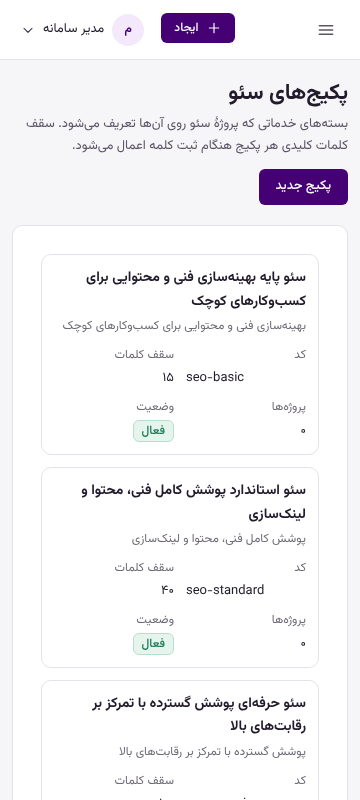 ایجاد
م
مدیر سامانه
پکیج‌های سئو
بسته‌های خدماتی که پروژهٔ سئو روی آن‌ها تعریف می‌شود. سقف
کلمات کلیدی هر پکیج هنگام ثبت کلمه اعمال می‌شود.
پکیج جدید
سئو پایه بهینه‌سازی فنی و محتوایی برای
کسب‌وکارهای کوچک
بهینه‌سازی فنی و محتوایی برای کسب‌وکارهای کوچک
کد سقف کلمات
seo-basic ۱۵
پروژه‌ها وضعیت
۰ فعال
سئو استاندارد پوشش کامل فنی، محتوا و
لینک‌سازی
پوشش کامل فنی، محتوا و لینک‌سازی
کد سقف کلمات
seo-standard ۴۰
پروژه‌ها وضعیت
۰ فعال
سئو حرفه‌ای پوشش گسترده با تمرکز بر
رقابت‌های بالا
پوشش گسترده با تمرکز بر رقابت‌های بالا
کد سقف کلمات